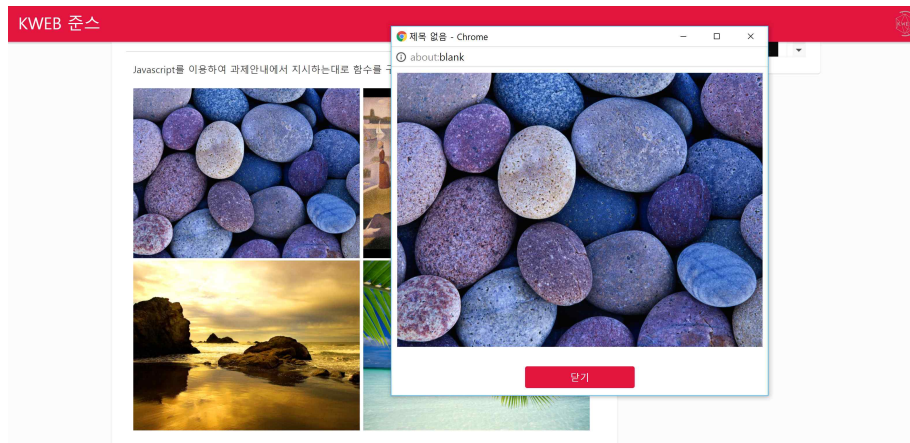 KWEB 준스
제목 없음 - Chrome
about:blank
Javascript를 이용하여 과제안내에서 지시하는대로 함수를
닫기